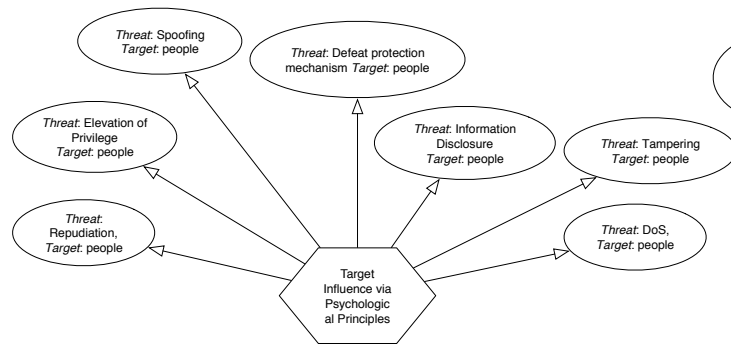 Threat: Spoofing
Target: people
Threat: Defeat protection
mechanism Target: people
Threat: Elevation of
Privilege
Target: people
Threat: Information
Disclosure
Target: people
Threat: Tampering
Target: people
Threat:
Repudiation,
Target: people
Threat: DoS,
Target: people
Target
Influence via
Psychologic
al Principles